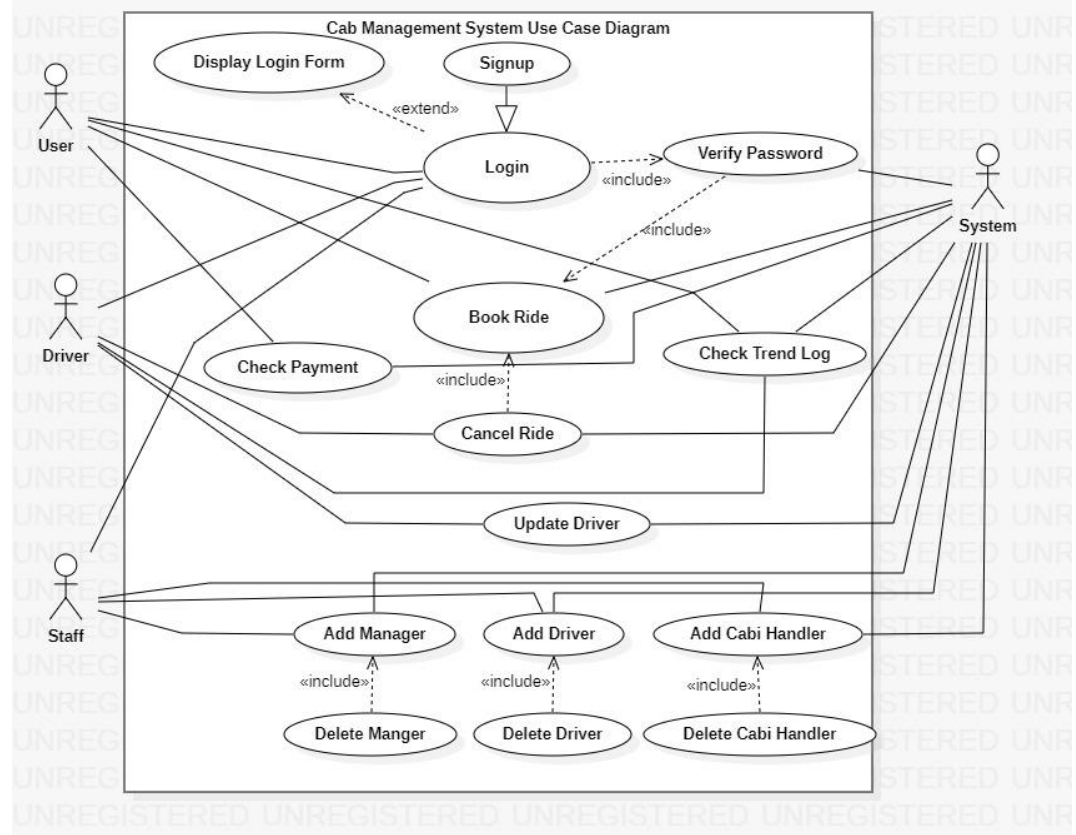 Cab Management System Use Case Diagram
Display Login Form
Signup
«extend»
User
Login
Verify Password
«include»
System
«include»
Driver
Book Ride
Check Payment
Check Trend Log
«include»
Cancel Ride
Update Driver
Staff
Add Manager
Add Driver
Add Cabi Handler
«include»
«include»
«include»
Delete Manger
Delete Driver
Delete Cabi Handler
UNREGISTERED UNREGISTERED UNREGISTERED UNREGISTERED UNR